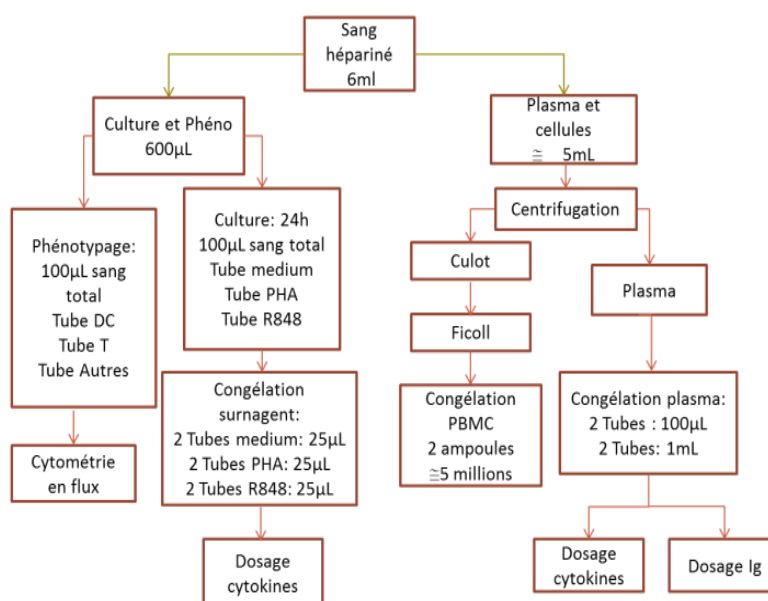 Sang
hépariné
6ml
Culture et Phéno
600µL
Plasma et
cellules
≅ 5mL
Phénotypage:
100µL sang
total
Tube DC
Tube T
Tube Autres
Culture: 24h
100µL sang total
Tube medium
Tube PHA
Tube R848
Centrifugation
Culot
Plasma
Ficoll
Cytométrie
en flux
Congélation
surnagent:
2 Tubes medium: 25µL
2 Tubes PHA: 25µL
2 Tubes R848: 25µL
Congélation
PBMC
2 ampoules
≅5 millions
Congélation plasma:
2 Tubes : 100µL
2 Tubes: 1mL
Dosage
cytokines
Dosage
cytokines
Dosage Ig